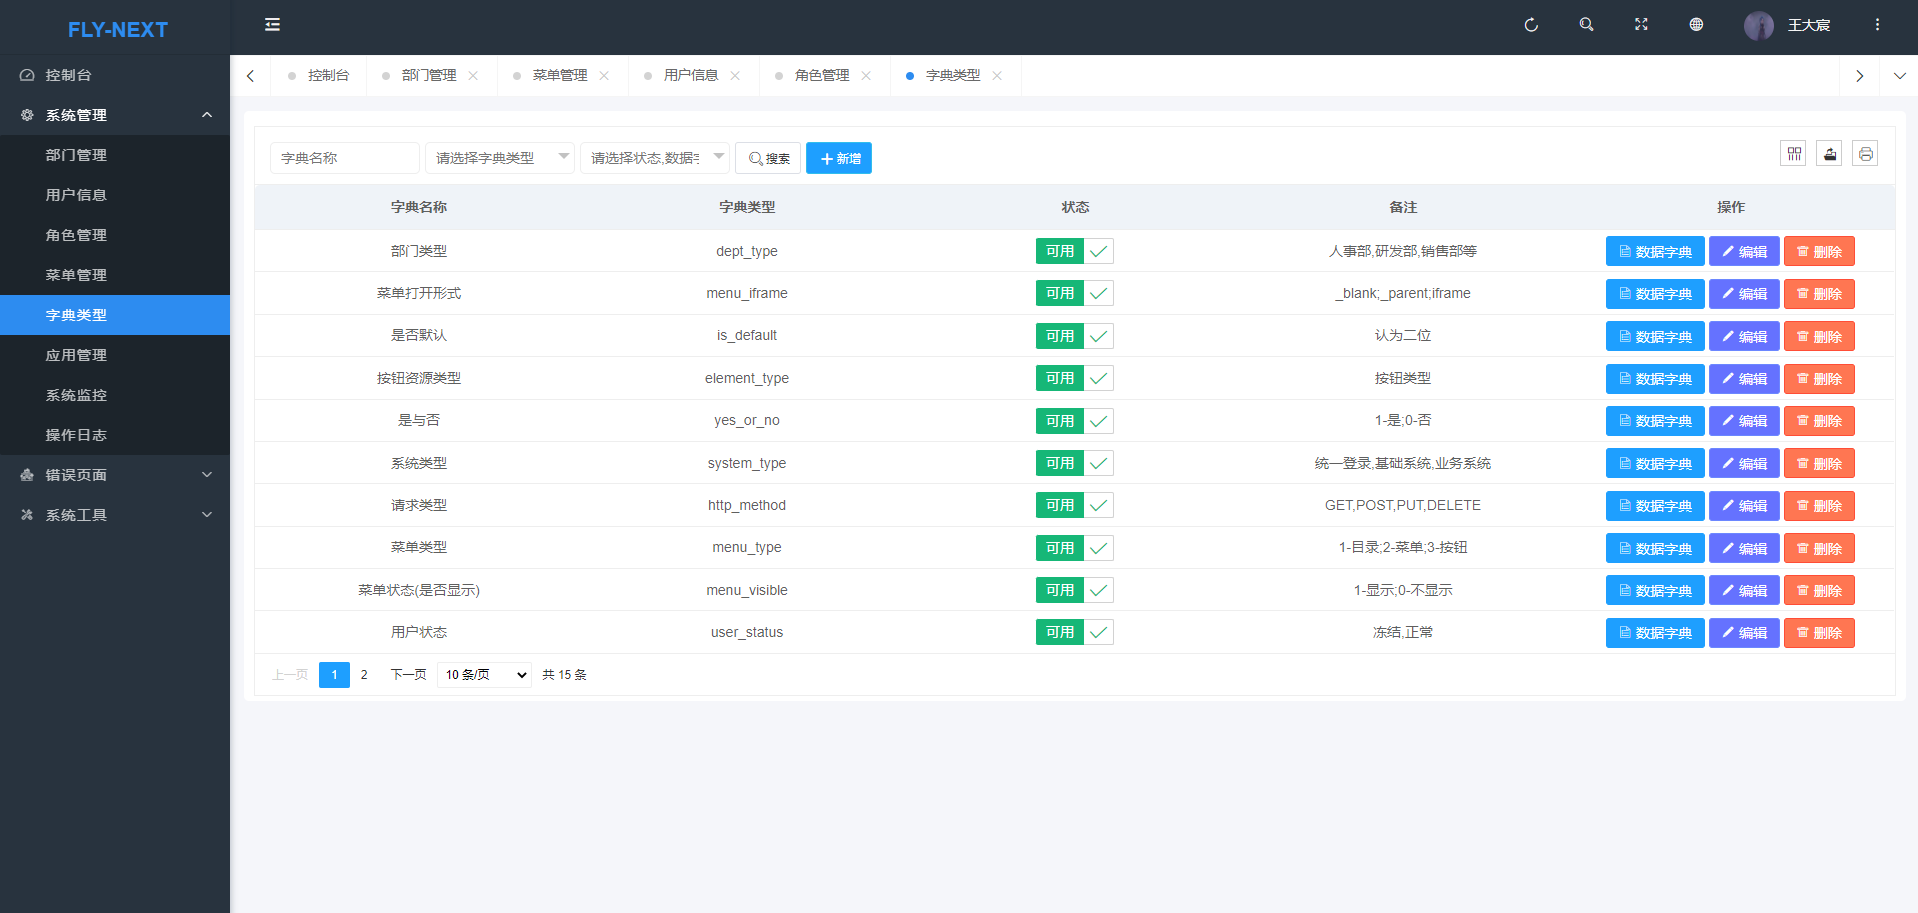 FLY-NEXT
王大宸
控制台
系统管理
部门管理
用户信息
角色管理
菜单管理
字典类型
应用管理
系统监控
操作日志
错误页面
系统工具
控制台 部门管理 菜单管理 用户信息 角色管理 字典类型
字典名称 请选择字典类型 请选择状态,数据字 搜索 新增
字典名称 字典类型 状态 备注 操作
部门类型 dept_type 可用 人事部,研发部,销售部等 数据字典 编辑 删除
菜单打开形式 menu_iframe 可用 _blank;_parent;iframe 数据字典 编辑 删除
是否默认 is_default 可用 认为二位 数据字典 编辑 删除
按钮资源类型 element_type 可用 按钮类型 数据字典 编辑 删除
是与否 yes_or_no 可用 1-是;0-否 数据字典 编辑 删除
系统类型 system_type 可用 统一登录,基础系统,业务系统 数据字典 编辑 删除
请求类型 http_method 可用 GET,POST,PUT,DELETE 数据字典 编辑 删除
菜单类型 menu_type 可用 1-目录;2-菜单;3-按钮 数据字典 编辑 删除
菜单状态(是否显示) menu_visible 可用 1-显示;0-不显示 数据字典 编辑 删除
用户状态 user_status 可用 冻结,正常 数据字典 编辑 删除
上一页 1 2 下一页 10 条/页 共 15 条